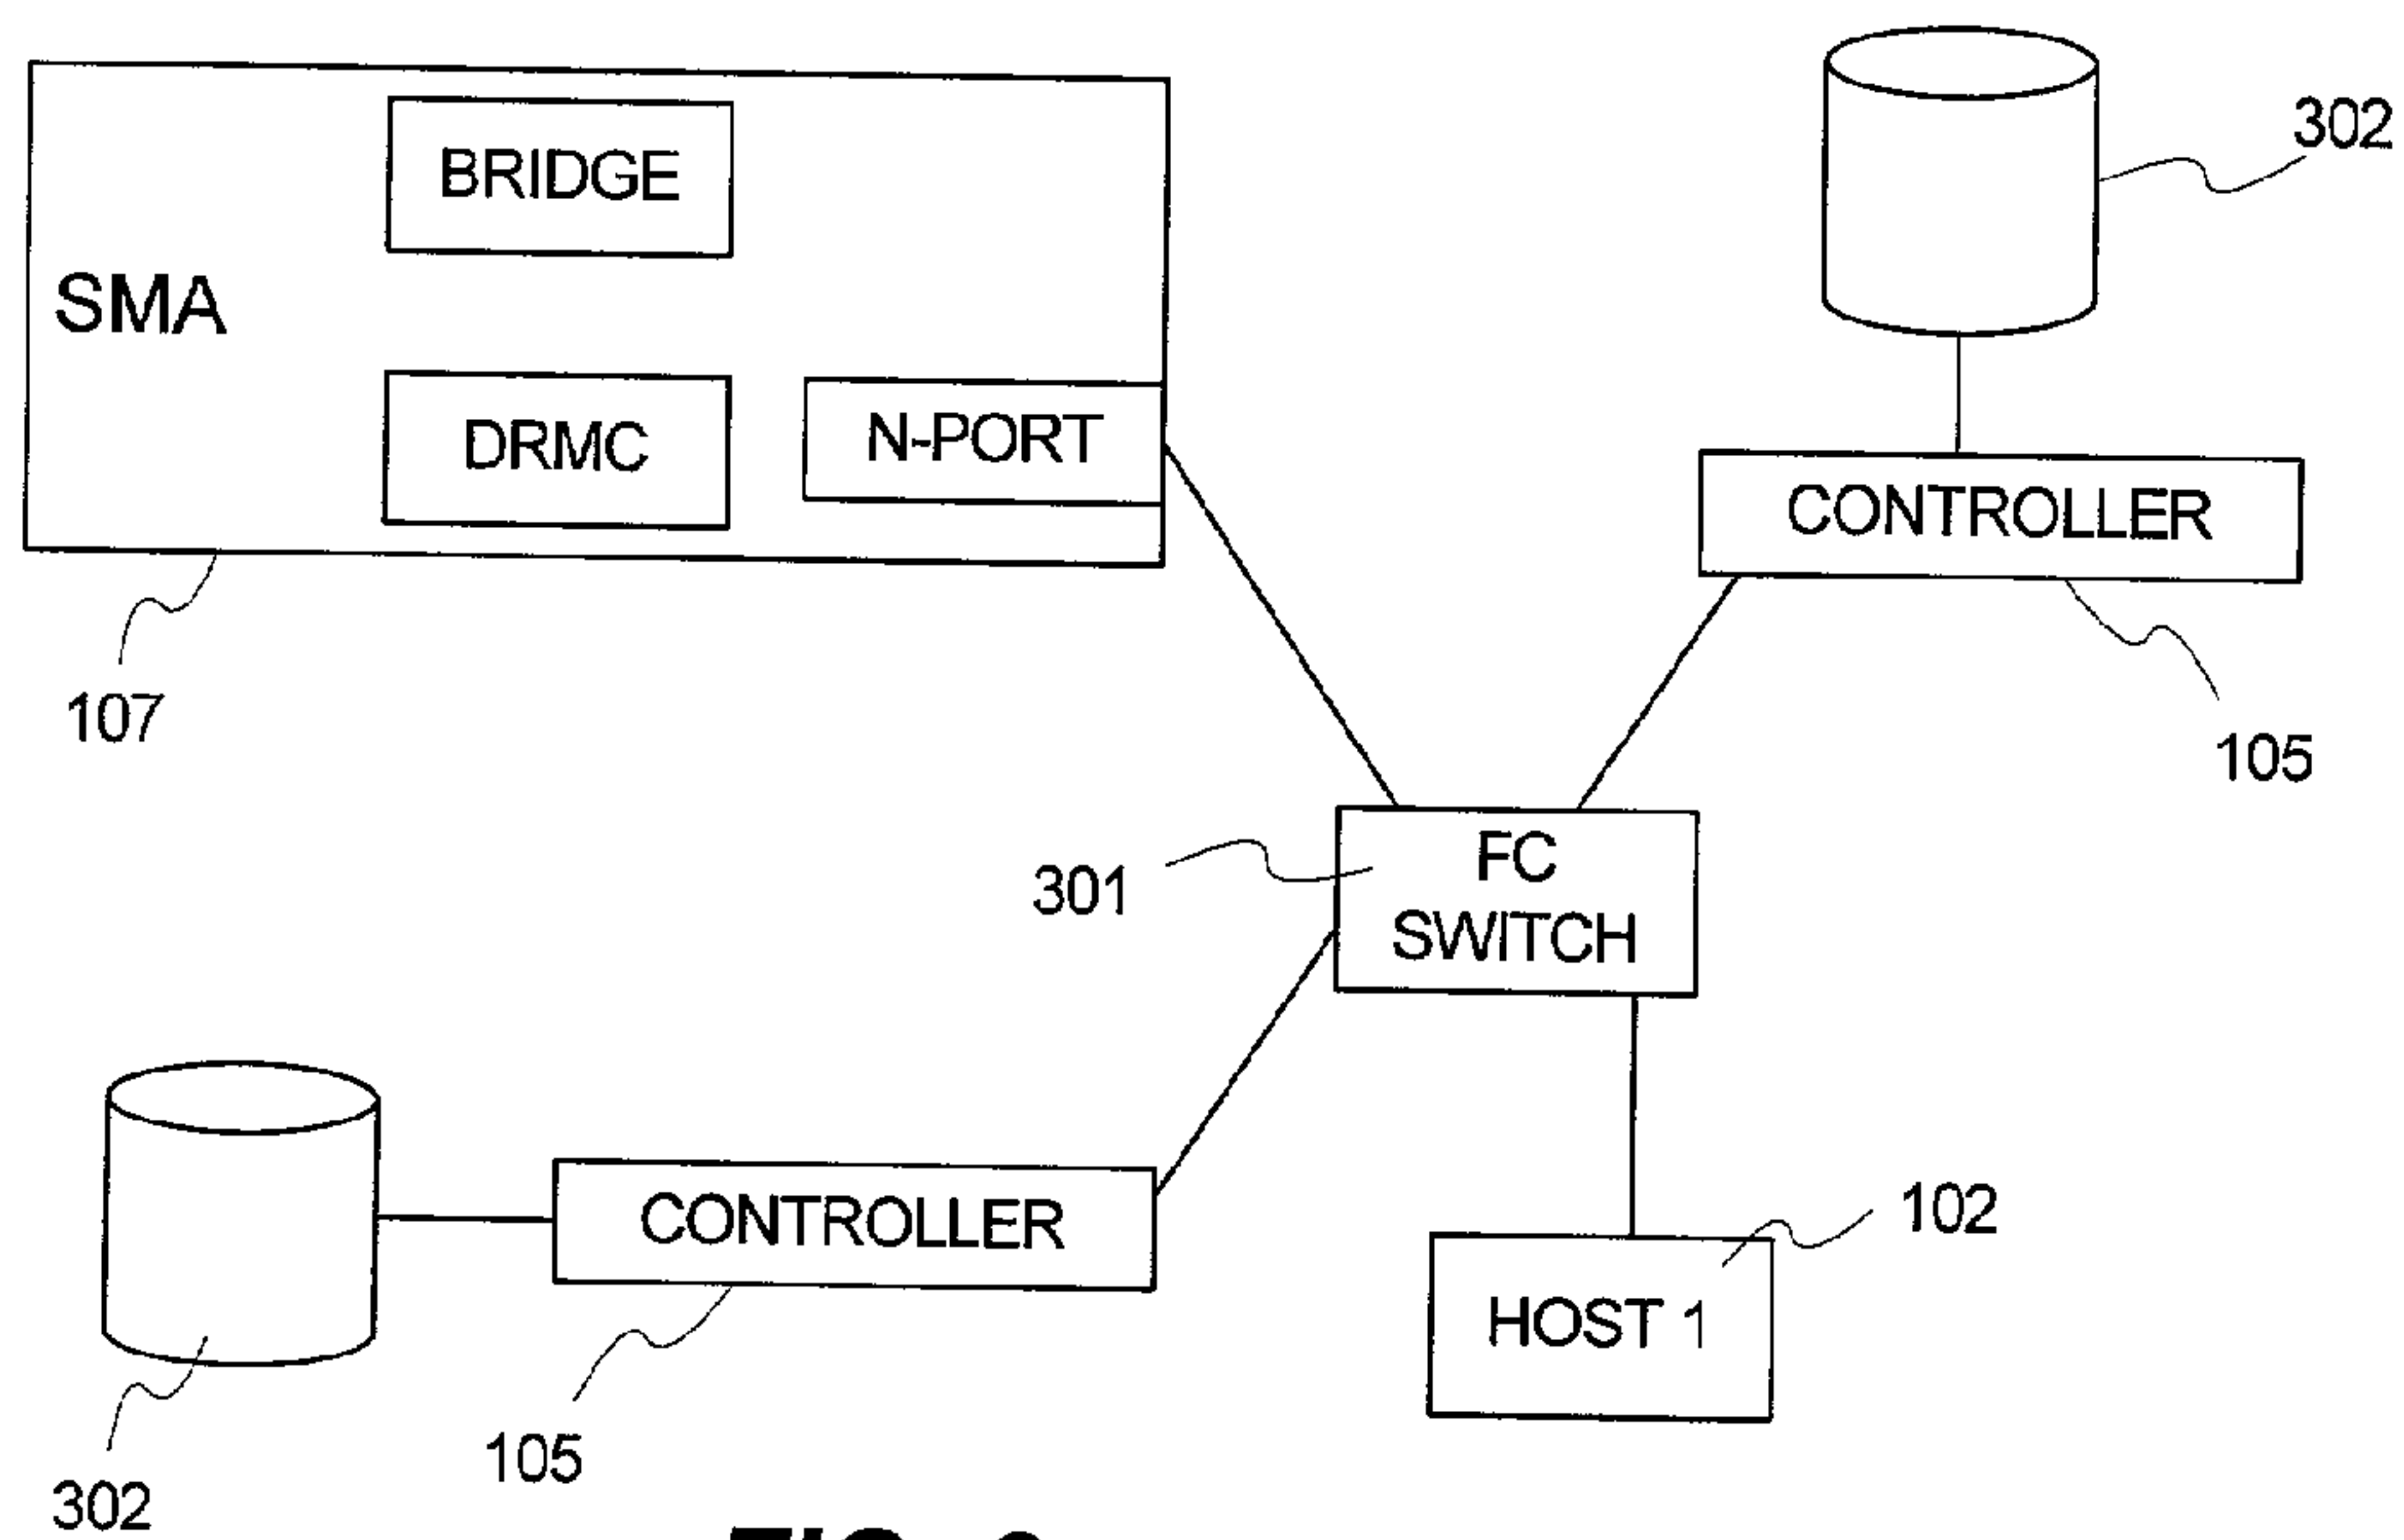 BRIDGE
302
SMA
DRMC
N-PORT
CONTROLLER
107
105
FC
SWITCH
301
CONTROLLER
102
HOST 1
105
302